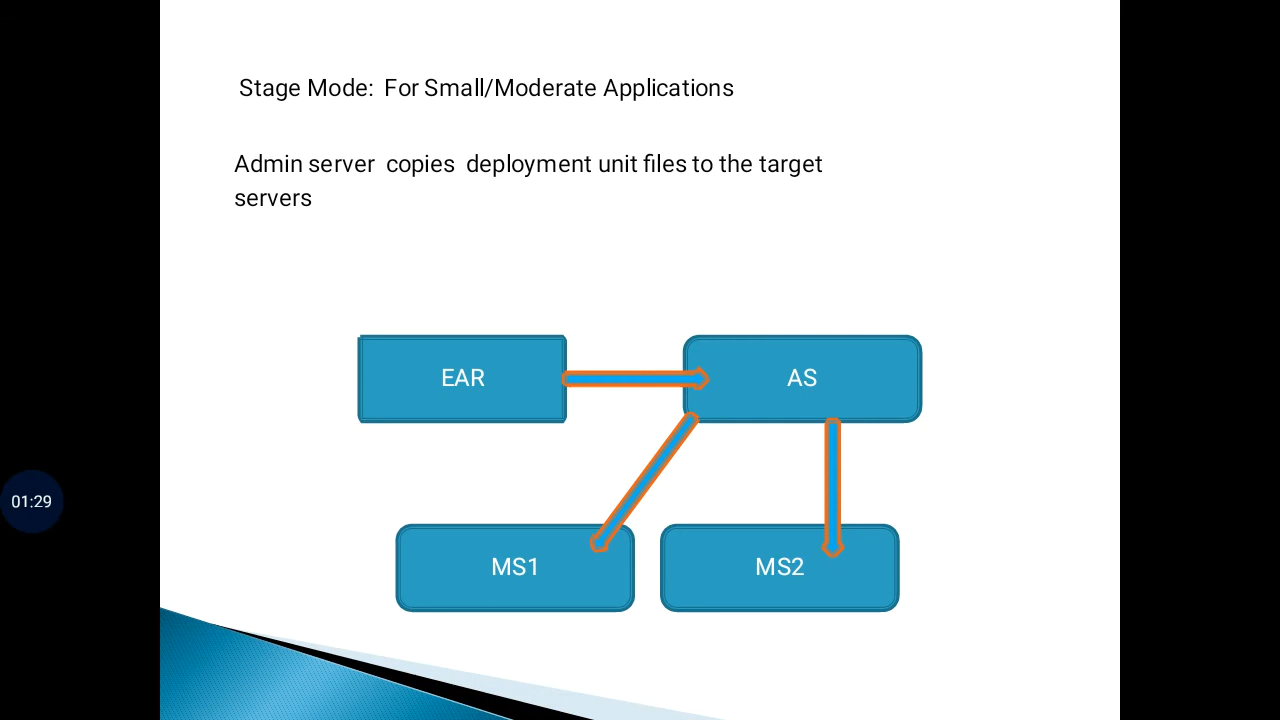 Stage Mode: For Small/Moderate Applications
Admin server copies deployment unit files to the target
servers
EAR
AS
01:29
MS1
MS2